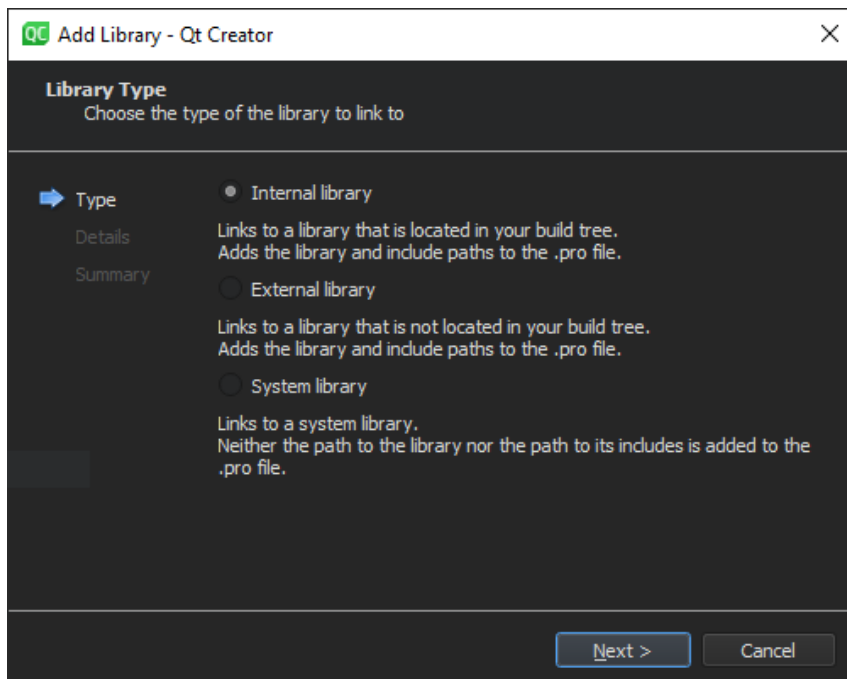 QC Add Library - Qt Creator
Library Type
Choose the type of the library to link to
Type
Details
Summary
Internal library
Links to a library that is located in your build tree.
Adds the library and include paths to the .pro file.
External library
Links to a library that is not located in your build tree.
Adds the library and include paths to the .pro file.
System library
Links to a system library.
Neither the path to the library nor the path to its includes is added to the
.pro file.
Next >
Cancel